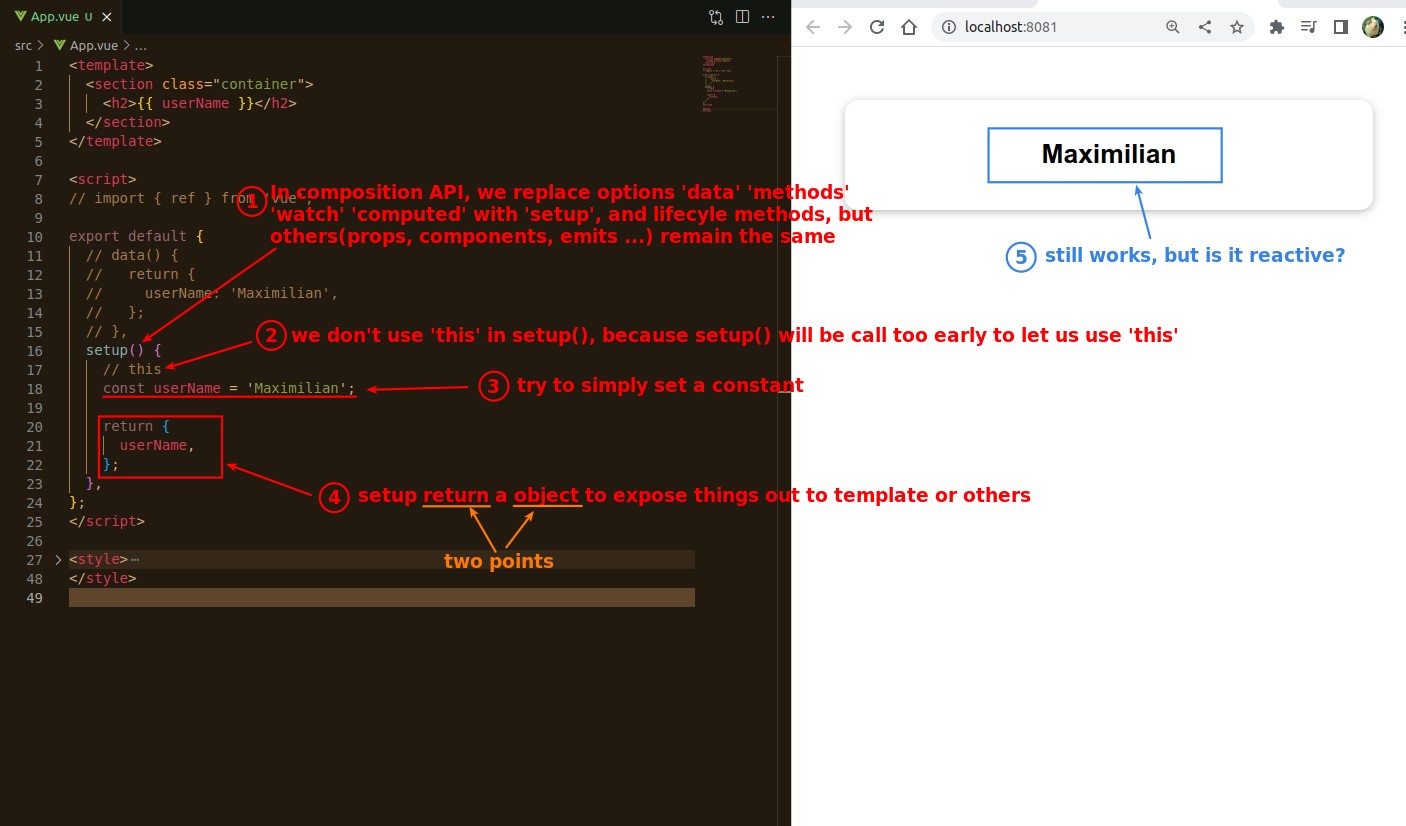 App.vue U
src > App.vue > ...
1 <template>
2 <section class="container">
3 <h2>{{ userName }}</h2>
4 </section>
5 </template>
6
7 <script>
8 // import { ref } from 'vue';
9
10 export default {
11 // data() {
12 // return {
13 // userName: 'Maximilian',
14 // };
15 // },
16 setup() {
17 // this
18 const userName = 'Maximilian';
19
20 return {
21 userName,
22 };
23 },
24 };
25 </script>
26
27 <style>
48 </style>
49
1 In composition API, we replace options 'data' 'methods'
'watch' 'computed' with 'setup', and lifecyle methods, but
others(props, components, emits ...) remain the same
2 we don't use 'this' in setup(), because setup() will be call too early to let us use 'this'
3 try to simply set a constant
4 setup return a object to expose things out to template or others
two points
localhost:8081
Maximilian
5 still works, but is it reactive?